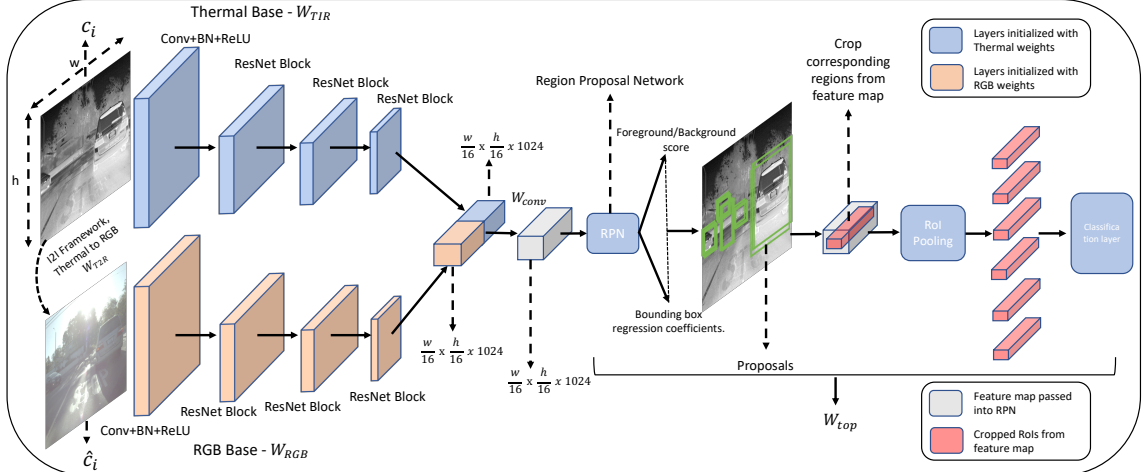 Thermal Base - W_TIR
c_i
w
h
Conv+BN+ReLU
ResNet Block
ResNet Block
ResNet Block
I2I Framework,
Thermal to RGB
W_T2R
ĉ_i
Conv+BN+ReLU
ResNet Block
ResNet Block
ResNet Block
RGB Base - W_RGB
w/16 x h/16 x 1024
W_conv
w/16 x h/16 x 1024
w/16 x h/16 x 1024
Region Proposal Network
RPN
Foreground/Background
score
Bounding box
regression coefficients.
Proposals
Crop
corresponding
regions from
feature map
RoI
Pooling
Classifica
tion layer
W_top
Layers initialized with
Thermal weights
Layers initialized with
RGB weights
Feature map passed
into RPN
Cropped RoIs from
feature map